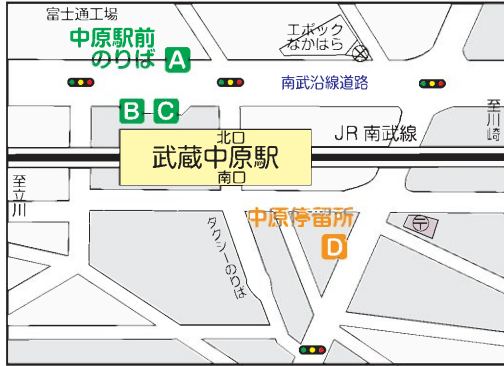 富士通工場
中原駅前
のりば A
エポック
なかはら
南武沿線道路
至川崎
B C
北口
武蔵中原駅
南口
JR 南武線
至立川
タクシーのりば
中原停留所
D
〒